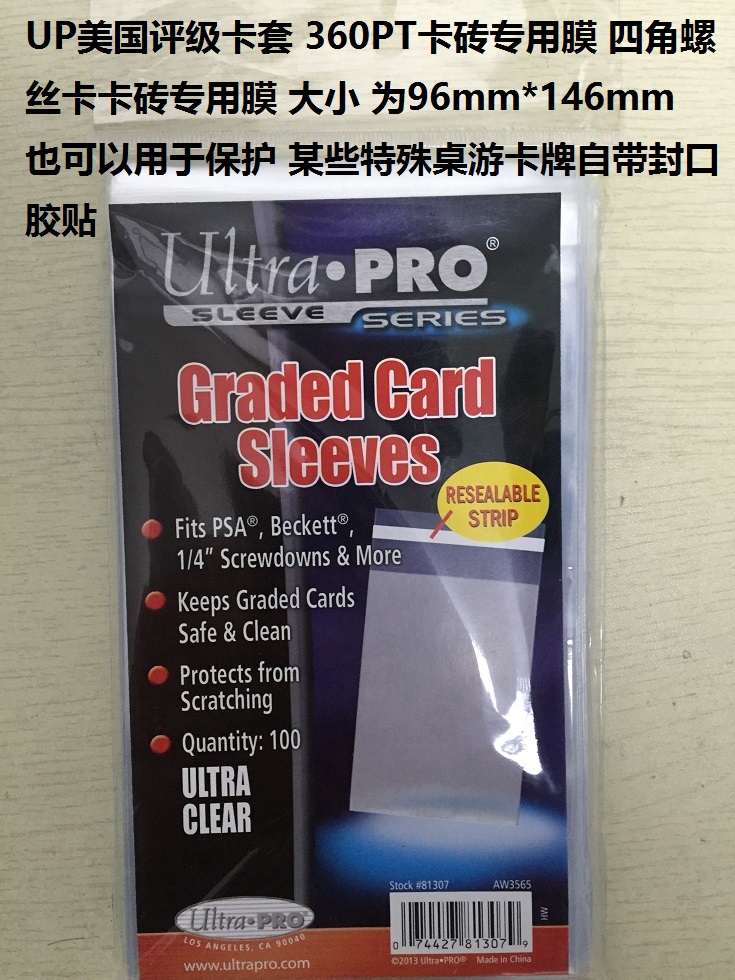 UP美国评级卡套 360PT卡砖专用膜 四角螺
丝卡卡砖专用膜 大小 为96mm*146mm
也可以用于保护 某些特殊桌游卡牌自带封口
胶贴
Ultra•PRO®
SLEEVE SERIES
Graded Card
Sleeves
RESEALABLE
STRIP
Fits PSA®, Beckett®,
1/4” Screwdowns & More
Keeps Graded Cards
Safe & Clean
Protects from
Scratching
Quantity: 100
ULTRA
CLEAR
Stock #81307 AW3565
HW
0 74427 81307 9
©2013 Ultra•PRO® Made in China
Ultra•PRO®
LOS ANGELES, CA 90040
www.ultrapro.com